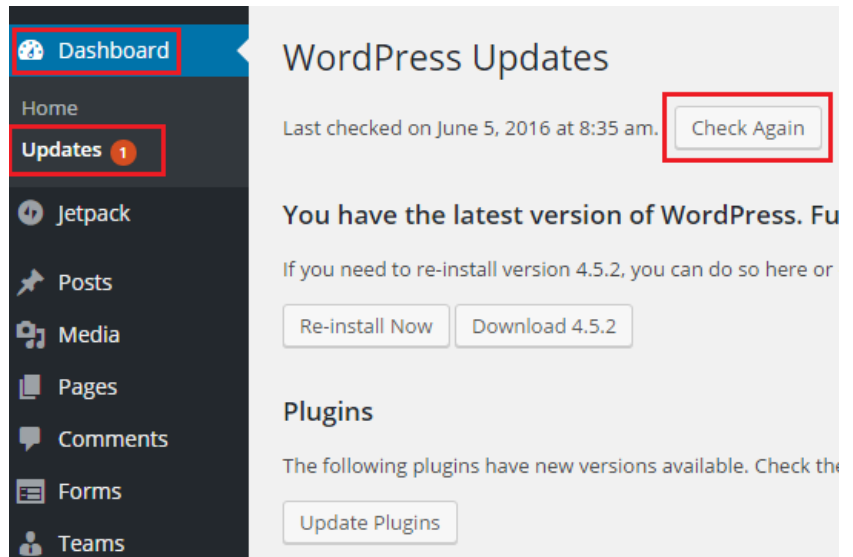 Dashboard
Home
Updates 1
Jetpack
Posts
Media
Pages
Comments
Forms
Teams
WordPress Updates
Last checked on June 5, 2016 at 8:35 am. Check Again
You have the latest version of WordPress. Fu
If you need to re-install version 4.5.2, you can do so here or
Re-install Now Download 4.5.2
Plugins
The following plugins have new versions available. Check the
Update Plugins